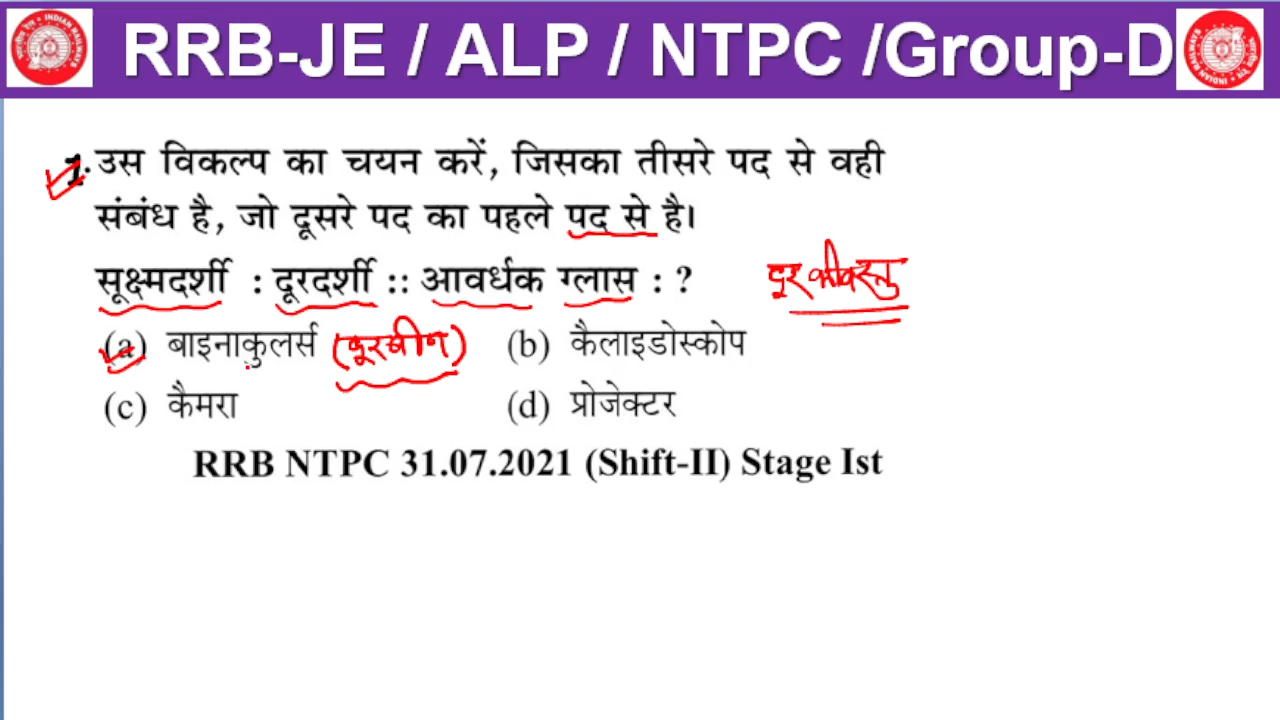 RRB-JE / ALP / NTPC /Group-D
1. उस विकल्प का चयन करें, जिसका तीसरे पद से वही
संबंध है, जो दूसरे पद का पहले पद से है।
सूक्ष्मदर्शी : दूरदर्शी :: आवर्धक ग्लास : ?
दूर की वस्तु
(a) बाइनाकुलर्स (दूरबीन) (b) कैलाइडोस्कोप
(c) कैमरा (d) प्रोजेक्टर
RRB NTPC 31.07.2021 (Shift-II) Stage Ist